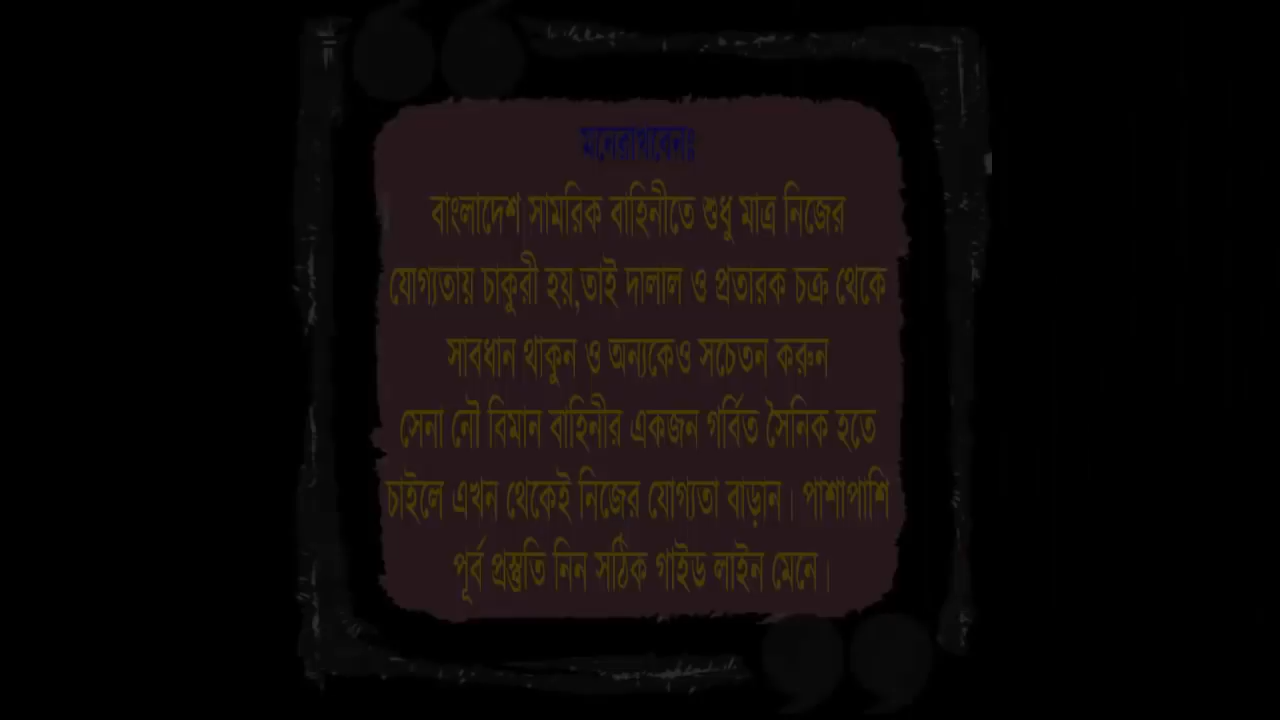 মনেরাখবেনঃ
বাংলাদেশ সামরিক বাহিনীতে শুধু মাত্র নিজের
যোগ্যতায় চাকুরী হয়,তাই দালাল ও প্রতারক চক্র থেকে
সাবধান থাকুন ও অন্যকেও সচেতন করুন
সেনা নৌ বিমান বাহিনীর একজন গর্বিত সৈনিক হতে
চাইলে এখন থেকেই নিজের যোগ্যতা বাড়ান। পাশাপাশি
পূর্ব প্রস্তুতি নিন সঠিক গাইড লাইন মেনে।